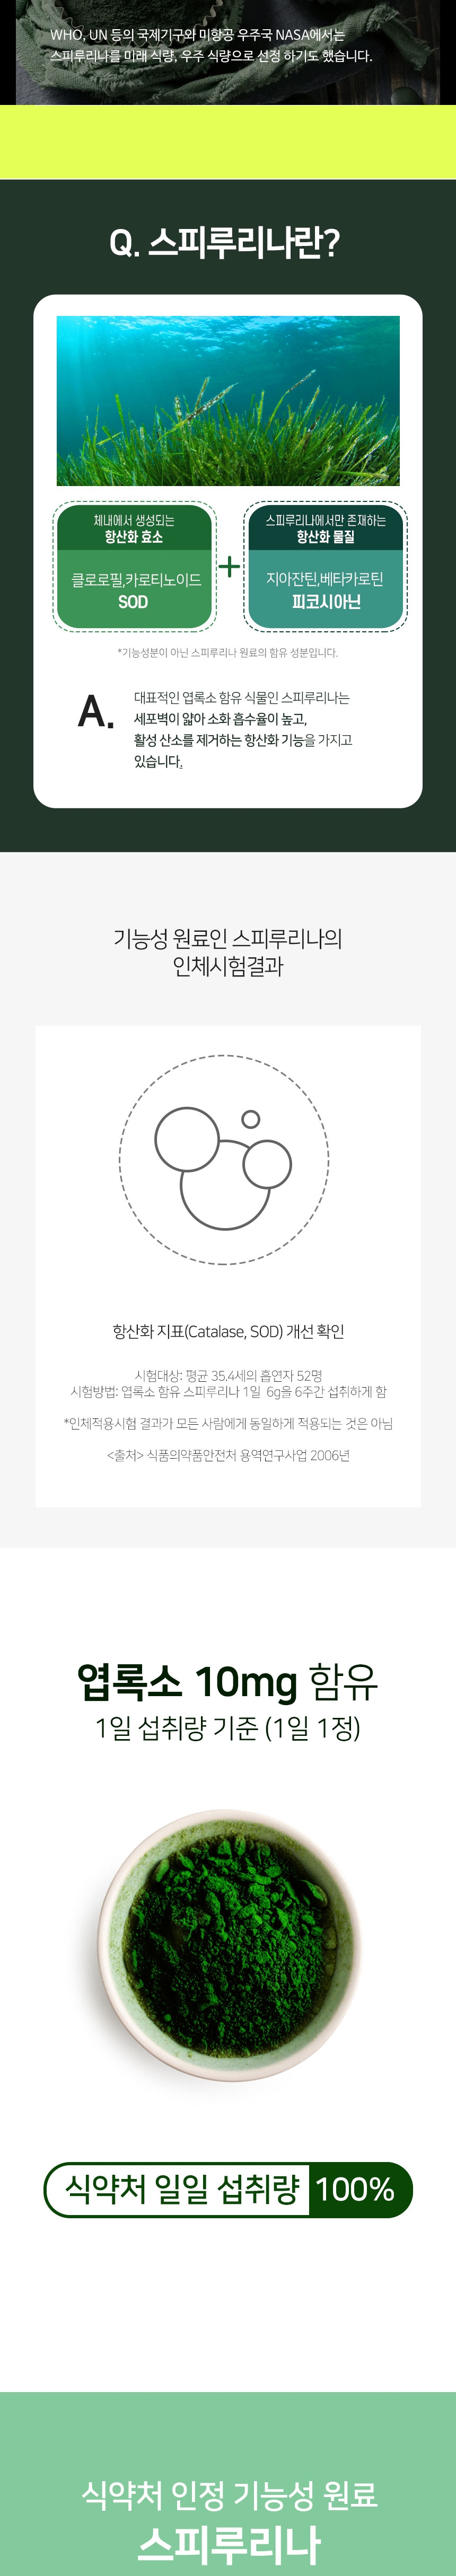 WHO, UN 등의 국제기구와 미항공 우주국 NASA에서는
스피루리나를 미래 식량, 우주 식량으로 선정 하기도 했습니다.
Q. 스피루리나란?
체내에서 생성되는
항산화 효소
클로로필,카로티노이드
SOD
+
스피루리나에서만 존재하는
항산화 물질
지아잔틴,베타카로틴
피코시아닌
*기능성분이 아닌 스피루리나 원료의 함유 성분입니다.
A.
대표적인 엽록소 함유 식물인 스피루리나는
세포벽이 얇아 소화 흡수율이 높고,
활성 산소를 제거하는 항산화 기능을 가지고
있습니다.
기능성 원료인 스피루리나의
인체시험결과
항산화 지표(Catalase, SOD) 개선 확인
시험대상: 평균 35.4세의 흡연자 52명
시험방법: 엽록소 함유 스피루리나 1일 6g을 6주간 섭취하게 함
*인체적용시험 결과가 모든 사람에게 동일하게 적용되는 것은 아님
<출처> 식품의약품안전처 용역연구사업 2006년
엽록소 10mg 함유
1일 섭취량 기준 (1일 1정)
식약처 일일 섭취량 100%
식약처 인정 기능성 원료
스피루리나